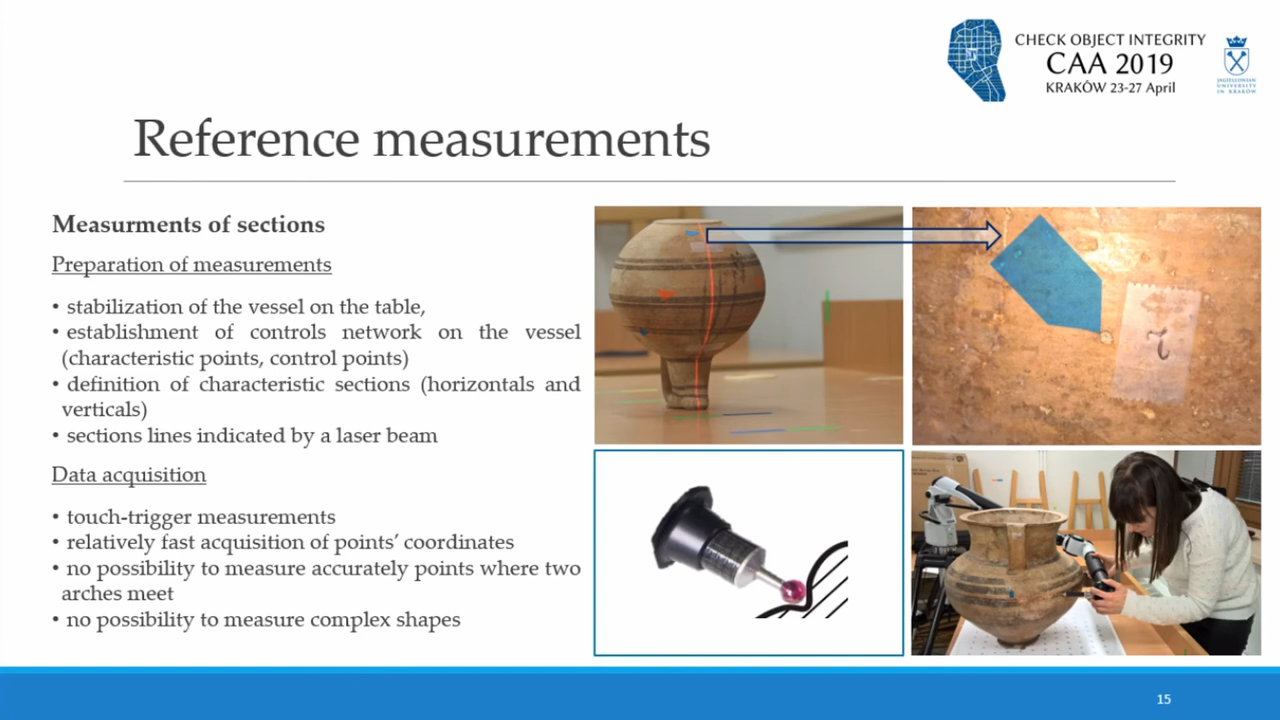 CHECK OBJECT INTEGRITY
CAA 2019
KRAKÓW 23-27 April
JAGIELLONIAN
UNIVERSITY
IN KRAKÓW
Reference measurements
Measurments of sections
Preparation of measurements
• stabilization of the vessel on the table,
• establishment of controls network on the vessel
(characteristic points, control points)
• definition of characteristic sections (horizontals and
verticals)
• sections lines indicated by a laser beam
Data acquisition
• touch-trigger measurements
• relatively fast acquisition of points’ coordinates
• no possibility to measure accurately points where two
arches meet
• no possibility to measure complex shapes
15